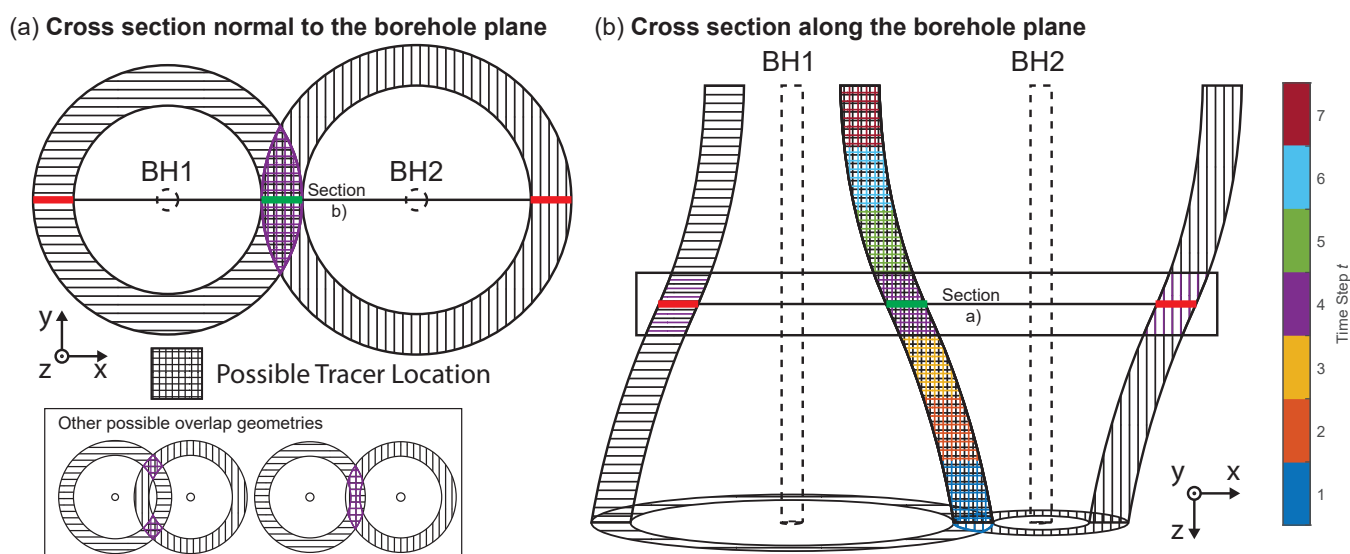 (a) Cross section normal to the borehole plane
BH1
BH2
Section
b)
y
z
x
Possible Tracer Location
Other possible overlap geometries
(b) Cross section along the borehole plane
BH1
BH2
Section
a)
y
x
z
7
6
5
4
3
2
1
Time Step t